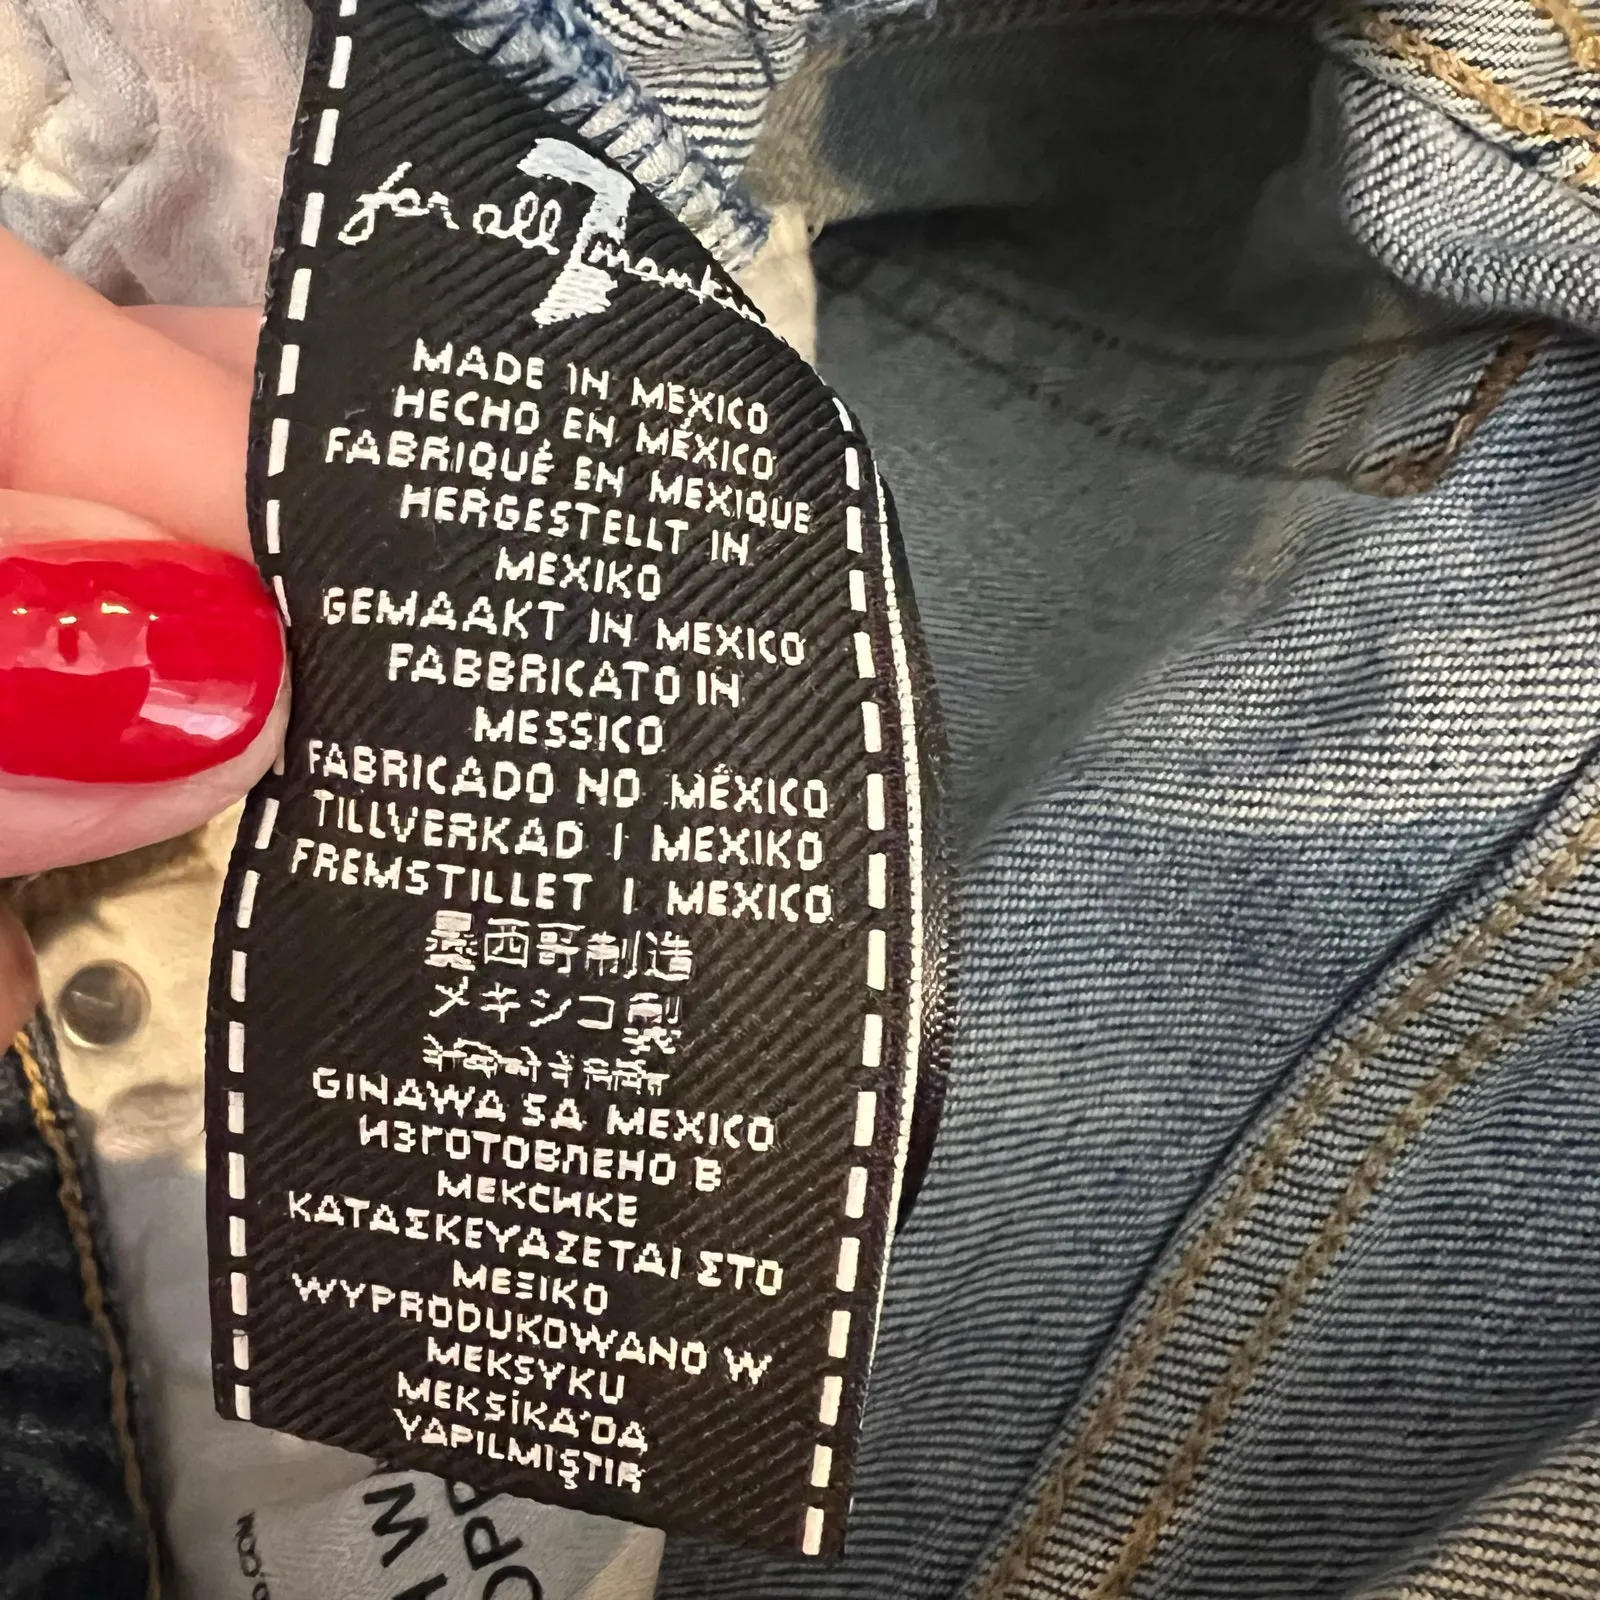 for all 7 mankin
MADE IN MEXICO
HECHO EN MÉXICO
FABRIQUÉ EN MEXIQUE
HERGESTELLT IN
MEXIKO
GEMAAKT IN MEXICO
FABBRICATO IN
MESSICO
FABRICADO NO MÉXICO
TILLVERKAD I MEXIKO
FREMSTILLET I MEXICO
墨西哥制造
メキシコ製
GINAWA SA MEXICO
ИЗГОТОВЛЕНО В
МЕКСИКЕ
ΚΑΤΑΣΚΕΥΑΖΕΤΑΙ ΣΤΟ
ΜΕΞΙΚΟ
WYPRODUKOWANO W
MEKSYKU
MEKSİKA'DA
YAPILMIŞTIR